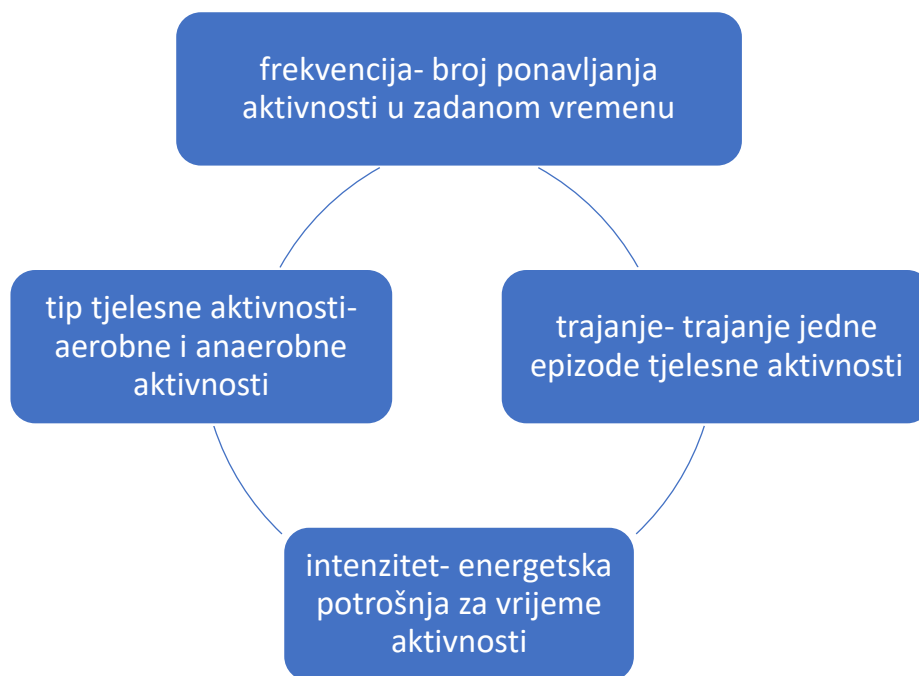 frekvencija- broj ponavljanja
aktivnosti u zadanom vremenu
tip tjelesne aktivnosti-
aerobne i anaerobne
aktivnosti
trajanje- trajanje jedne
epizode tjelesne aktivnosti
intenzitet- energetska
potrošnja za vrijeme
aktivnosti